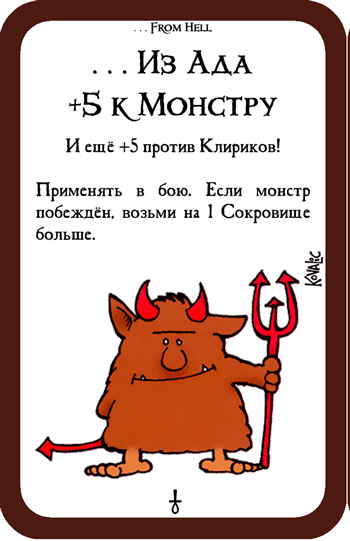 . . . From Hell
. . . Из Ада
+5 к Монстру
И ещё +5 против Клириков!
Применять в бою. Если монстр
побеждён, возьми на 1 Сокровище
больше.
Kovalic